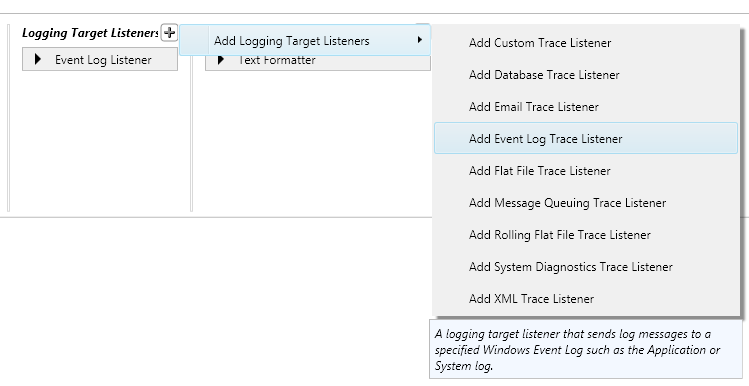 Logging Target Listeners
Add Logging Target Listeners
Event Log Listener
Text Formatter
Add Custom Trace Listener
Add Database Trace Listener
Add Email Trace Listener
Add Event Log Trace Listener
Add Flat File Trace Listener
Add Message Queuing Trace Listener
Add Rolling Flat File Trace Listener
Add System Diagnostics Trace Listener
Add XML Trace Listener
A logging target listener that sends log messages to a
specified Windows Event Log such as the Application or
System log.